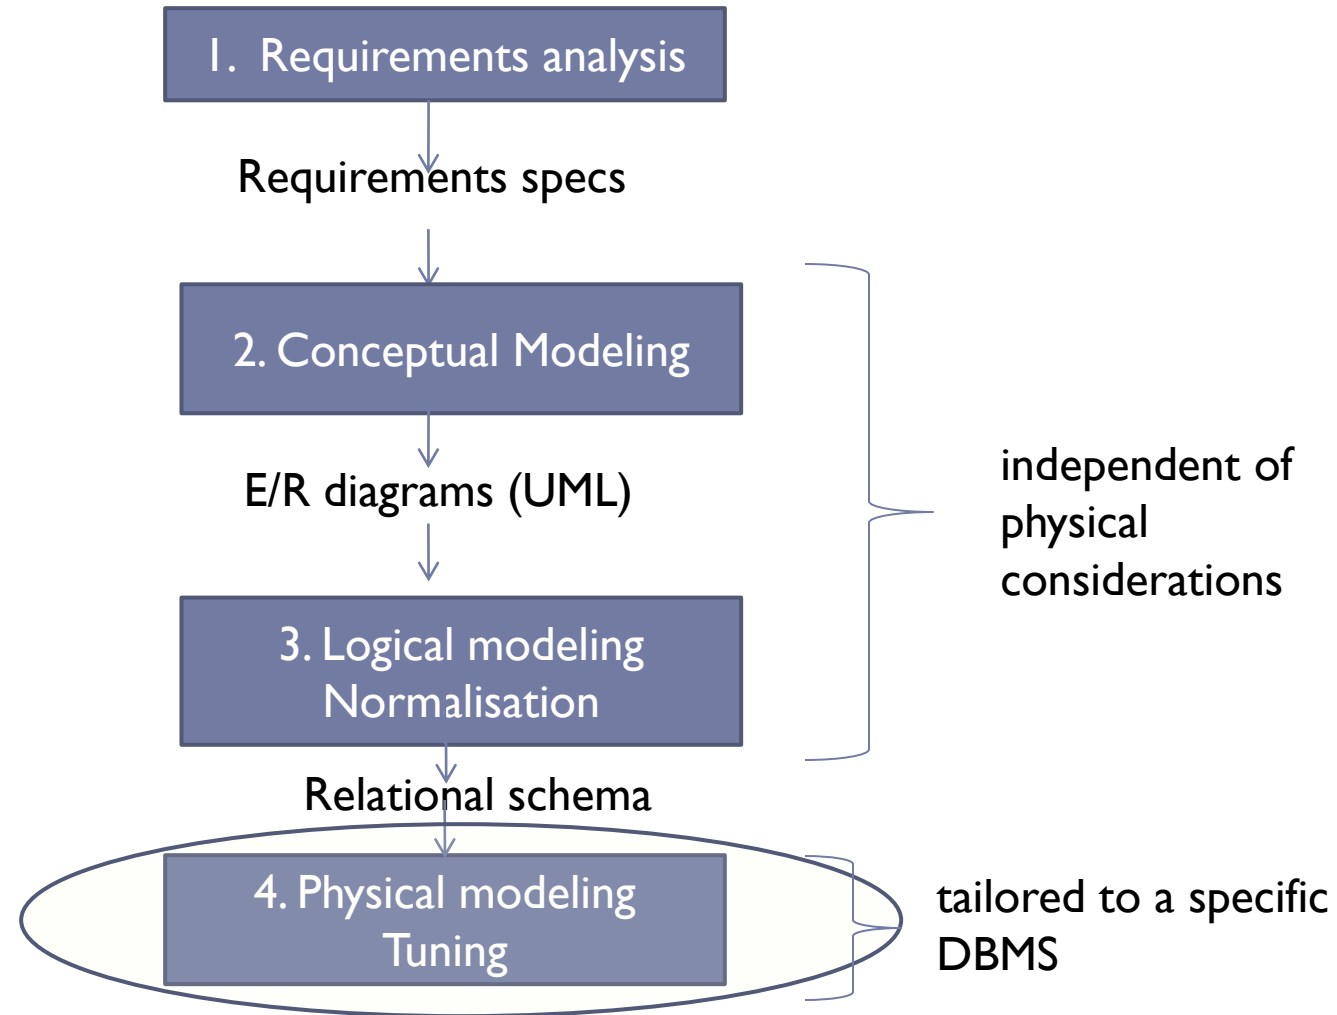 1. Requirements analysis
Requirements specs
2. Conceptual Modeling
E/R diagrams (UML)
independent of
physical
considerations
3. Logical modeling
Normalisation
Relational schema
4. Physical modeling
Tuning
tailored to a specific
DBMS